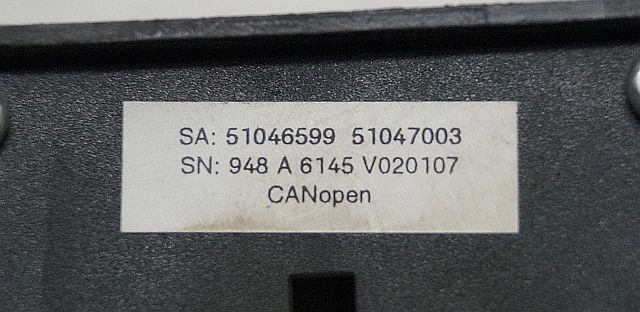 SA: 51046599 51047003
SN: 948 A 6145 V020107
CANopen